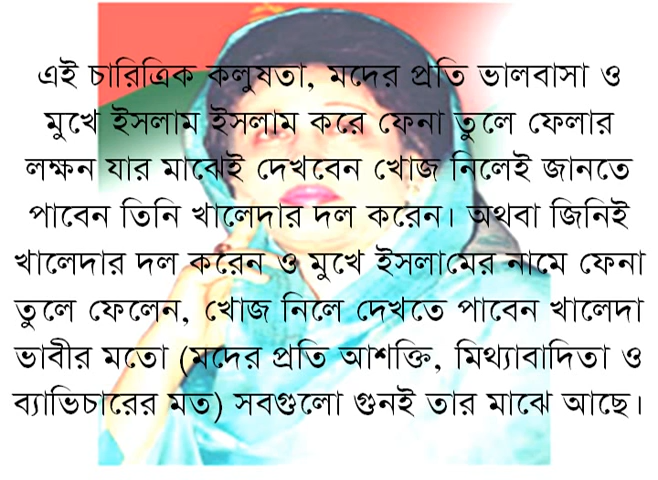 এই চারিত্রিক কলুষতা, মদের প্রতি ভালবাসা ও
মুখে ইসলাম ইসলাম করে ফেনা তুলে ফেলার
লক্ষন যার মাঝেই দেখবেন খোজ নিলেই জানতে
পাবেন তিনি খালেদার দল করেন। অথবা জিনিই
খালেদার দল করেন ও মুখে ইসলামের নামে ফেনা
তুলে ফেলেন, খোজ নিলে দেখতে পাবেন খালেদা
ভাবীর মতো (মদের প্রতি আশক্তি, মিথ্যাবাদিতা ও
ব্যাভিচারের মত) সবগুলো গুনই তার মাঝে আছে।